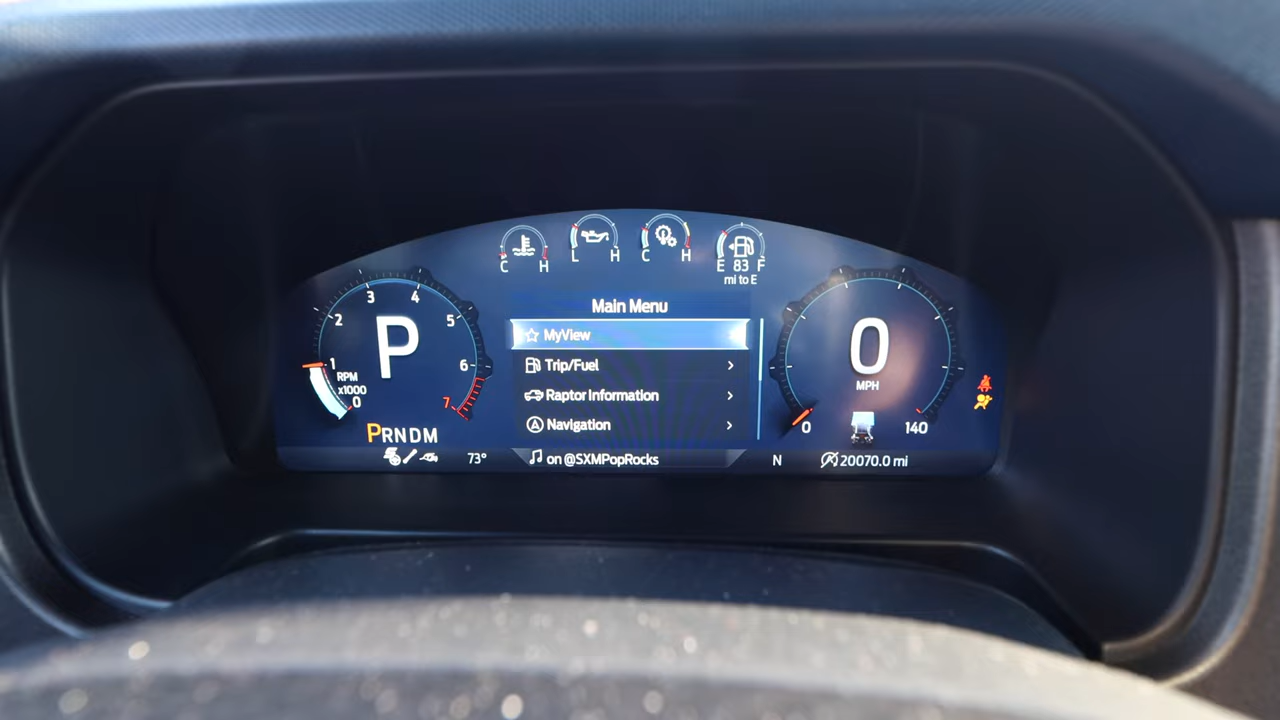 C H
L H
C H
E 83 F
mi to E
Main Menu
MyView
Trip/Fuel
Raptor Information
Navigation
on @SXMPopRocks
0
1
2
3
4
5
6
7
RPM
x1000
P
PRNDM
73°
0
MPH
0
140
N
20070.0 mi